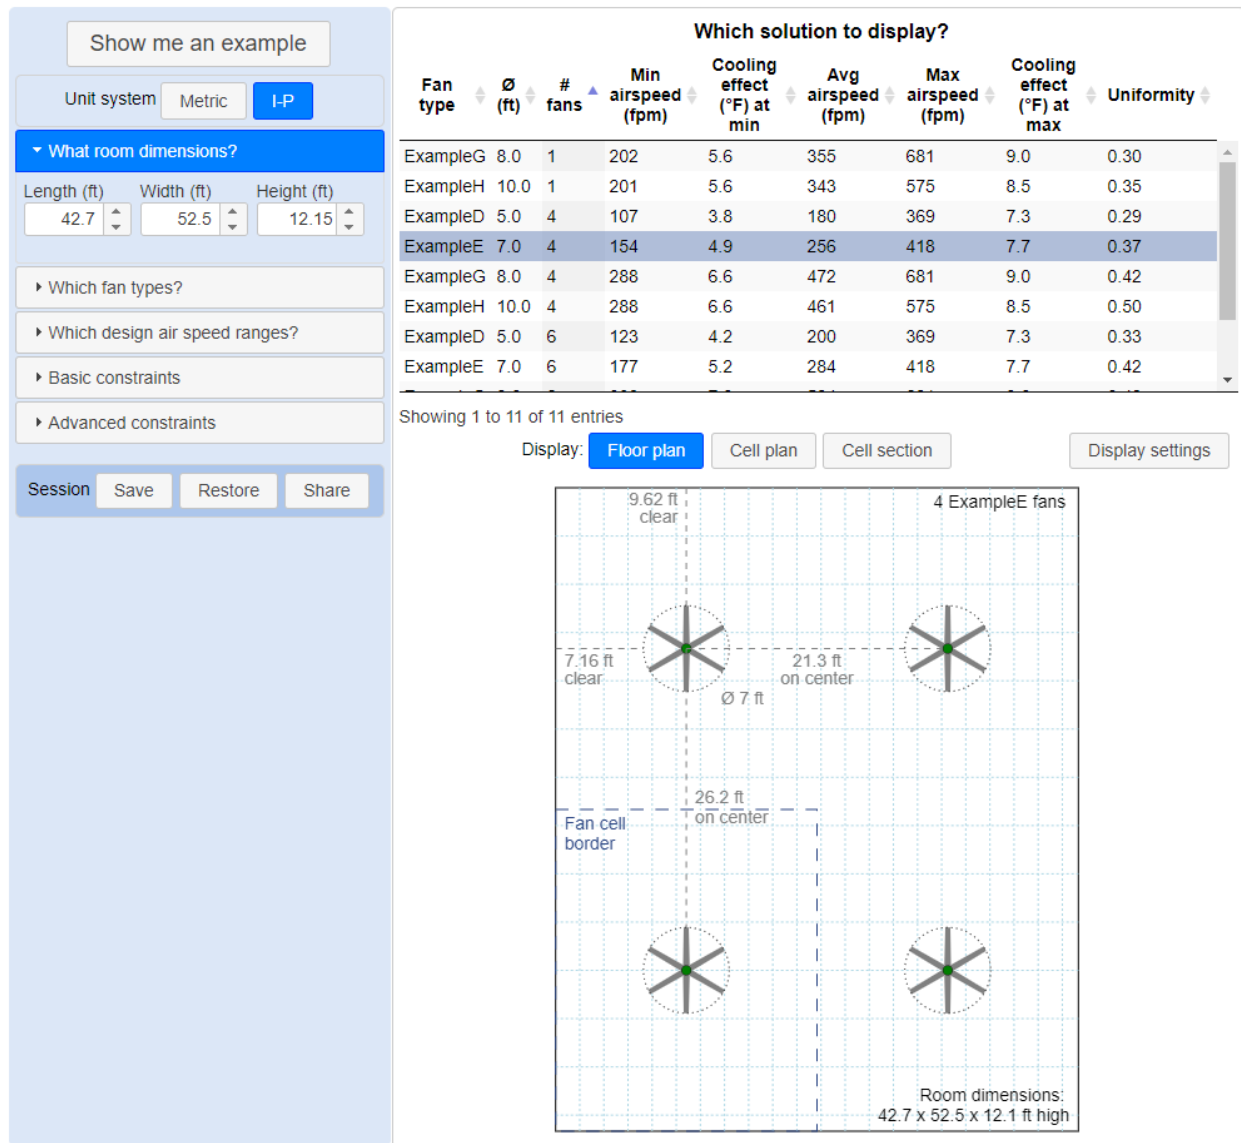 Show me an example
Unit system Metric I-P
What room dimensions?
Length (ft) Width (ft) Height (ft)
42.7 52.5 12.15
Which fan types?
Which design air speed ranges?
Basic constraints
Advanced constraints
Session Save Restore Share
Which solution to display?
Fan type Ø (ft) # fans Min airspeed (fpm) Cooling effect (°F) at min Avg airspeed (fpm) Max airspeed (fpm) Cooling effect (°F) at max Uniformity
ExampleG 8.0 1 202 5.6 355 681 9.0 0.30
ExampleH 10.0 1 201 5.6 343 575 8.5 0.35
ExampleD 5.0 4 107 3.8 180 369 7.3 0.29
ExampleE 7.0 4 154 4.9 256 418 7.7 0.37
ExampleG 8.0 4 288 6.6 472 681 9.0 0.42
ExampleH 10.0 4 288 6.6 461 575 8.5 0.50
ExampleD 5.0 6 123 4.2 200 369 7.3 0.33
ExampleE 7.0 6 177 5.2 284 418 7.7 0.42
Showing 1 to 11 of 11 entries
Display: Floor plan Cell plan Cell section Display settings
9.62 ft
clear
4 ExampleE fans
7.16 ft
clear
21.3 ft
on center
Ø 7 ft
26.2 ft
on center
Fan cell
border
Room dimensions:
42.7 x 52.5 x 12.1 ft high